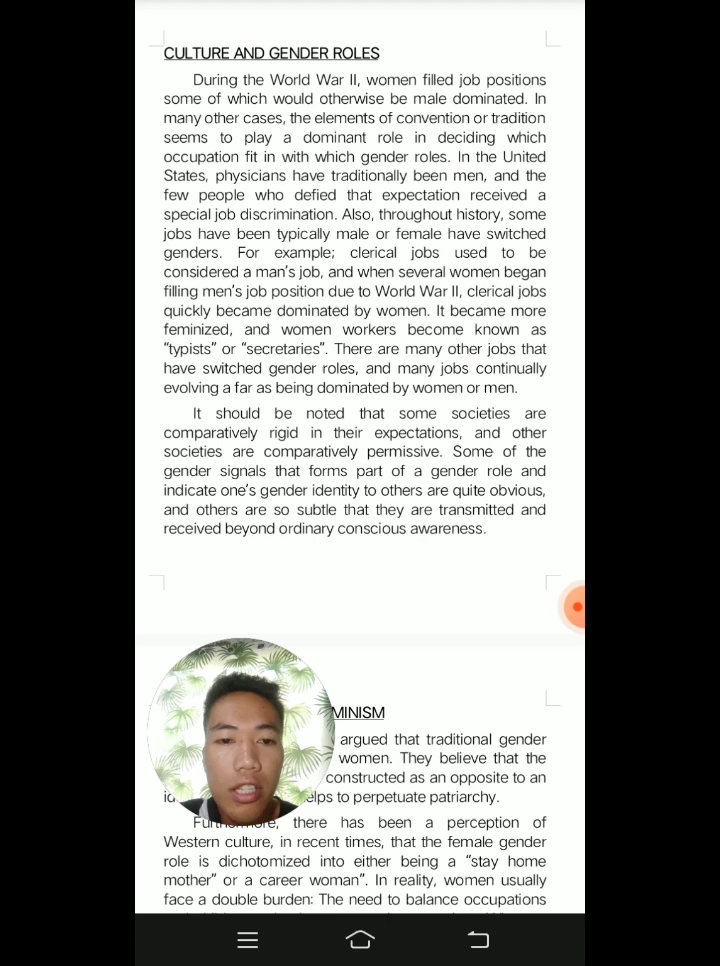 CULTURE AND GENDER ROLES
During the World War II, women filled job positions
some of which would otherwise be male dominated. In
many other cases, the elements of convention or tradition
seems to play a dominant role in deciding which
occupation fit in with which gender roles. In the United
States, physicians have traditionally been men, and the
few people who defied that expectation received a
special job discrimination. Also, throughout history, some
jobs have been typically male or female have switched
genders. For example; clerical jobs used to be
considered a man's job, and when several women began
filling men's job position due to World War II, clerical jobs
quickly became dominated by women. It became more
feminized, and women workers become known as
“typists” or “secretaries”. There are many other jobs that
have switched gender roles, and many jobs continually
evolving a far as being dominated by women or men.
It should be noted that some societies are
comparatively rigid in their expectations, and other
societies are comparatively permissive. Some of the
gender signals that forms part of a gender role and
indicate one's gender identity to others are quite obvious,
and others are so subtle that they are transmitted and
received beyond ordinary conscious awareness.
MINISM
argued that traditional gender
women. They believe that the
constructed as an opposite to an
elps to perpetuate patriarchy.
Furthermore, there has been a perception of
Western culture, in recent times, that the female gender
role is dichotomized into either being a “stay home
mother” or a career woman”. In reality, women usually
face a double burden: The need to balance occupations